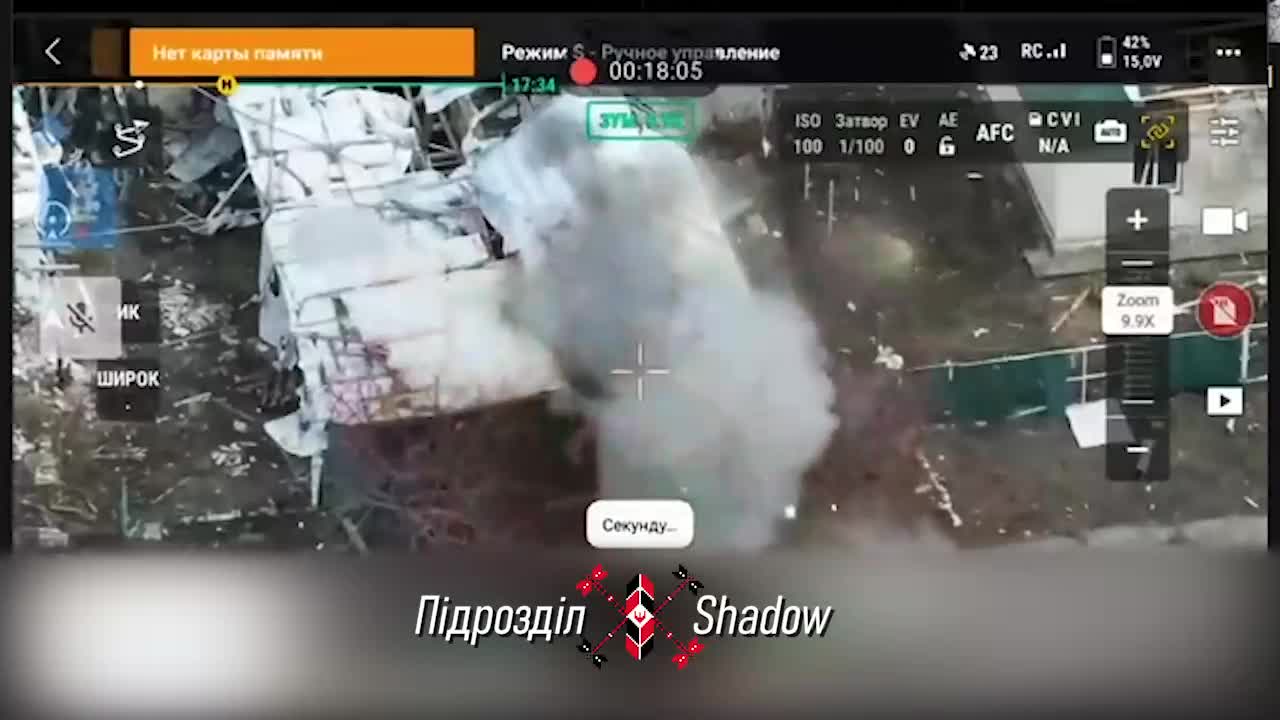 Нет карты памяти
Режим S - Ручное управление
23
RC
42%
15,0V
H
17:34
00:18:05
ISO
100
Затвор
1/100
EV
0
AE
AFC
N/A
AUTO
ИК
ШИРОК
Zoom
9.9X
Секунду...
Підрозділ Shadow